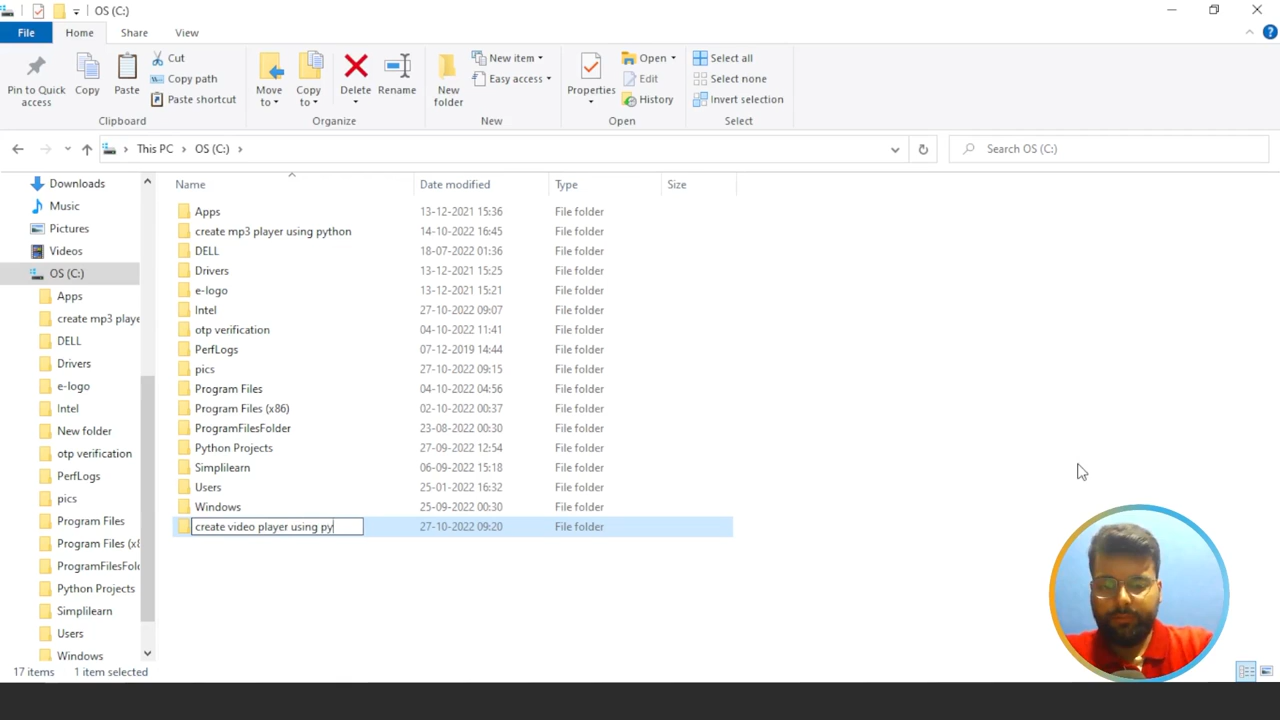 OS (C:)
File Home Share View
Pin to Quick access
Copy
Paste
Cut
Copy path
Paste shortcut
Clipboard
Move to
Copy to
Delete
Rename
Organize
New folder
New item
Easy access
New
Properties
Open
Edit
History
Open
Select all
Select none
Invert selection
Select
This PC OS (C:)
Search OS (C:)
Downloads
Music
Pictures
Videos
OS (C:)
Apps
create mp3 playe
DELL
Drivers
e-logo
Intel
New folder
otp verification
PerfLogs
pics
Program Files
Program Files (x8
ProgramFilesFol
Python Projects
Simplilearn
Users
Windows
Name Date modified Type Size
Apps 13-12-2021 15:36 File folder
create mp3 player using python 14-10-2022 16:45 File folder
DELL 18-07-2022 01:36 File folder
Drivers 13-12-2021 15:25 File folder
e-logo 13-12-2021 15:21 File folder
Intel 27-10-2022 09:07 File folder
otp verification 04-10-2022 11:41 File folder
PerfLogs 07-12-2019 14:44 File folder
pics 27-10-2022 09:15 File folder
Program Files 04-10-2022 04:56 File folder
Program Files (x86) 02-10-2022 00:37 File folder
ProgramFilesFolder 23-08-2022 00:30 File folder
Python Projects 27-09-2022 12:54 File folder
Simplilearn 06-09-2022 15:18 File folder
Users 25-01-2022 16:32 File folder
Windows 25-09-2022 00:30 File folder
create video player using py 27-10-2022 09:20 File folder
17 items 1 item selected